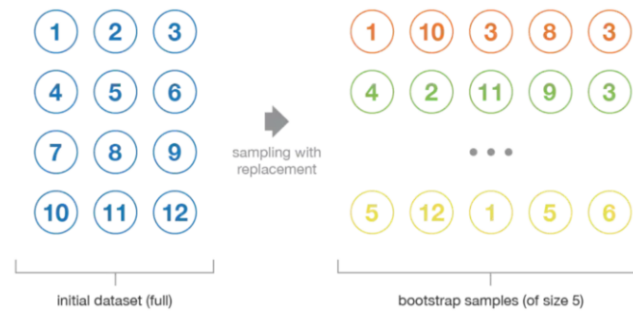 1 2 3
4 5 6
7 8 9
10 11 12
sampling with
replacement
1 10 3 8 3
4 2 11 9 3
...
5 12 1 5 6
initial dataset (full)
bootstrap samples (of size 5)